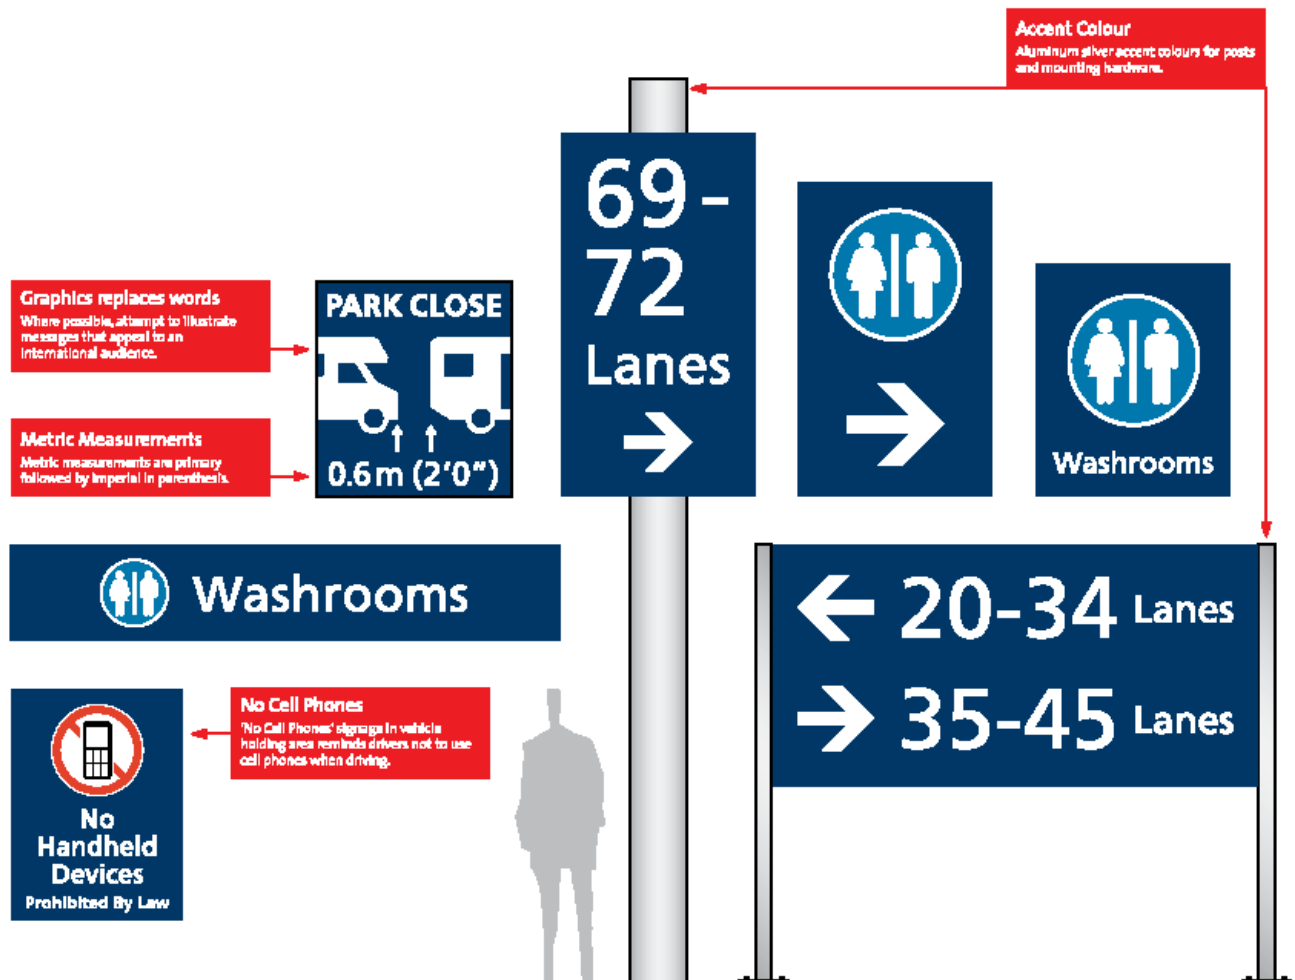 Accent Colour
Aluminum silver accent colours for posts
and mounting hardware.
69-
72
Lanes
Graphics replaces words
Where possible, attempt to illustrate
messages that appeal to an
international audience.
PARK CLOSE
0.6m (2'0")
Metric Measurements
Metric measurements are primary
followed by imperial in parenthesis.
Washrooms
Washrooms
20-34 Lanes
35-45 Lanes
No Cell Phones
'No Cell Phones' signage in vehicle
holding area reminds drivers not to use
cell phones when driving.
No
Handheld
Devices
Prohibited By Law